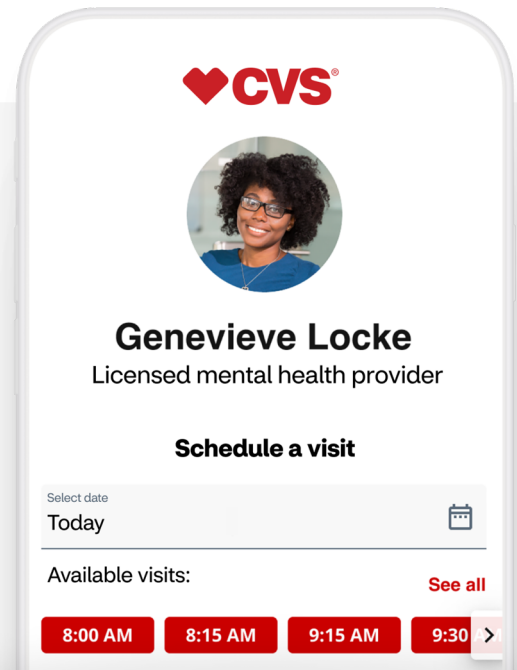 CVS®
Genevieve Locke
Licensed mental health provider
Schedule a visit
Select date
Today
Available visits:
See all
8:00 AM 8:15 AM 9:15 AM 9:30 AM